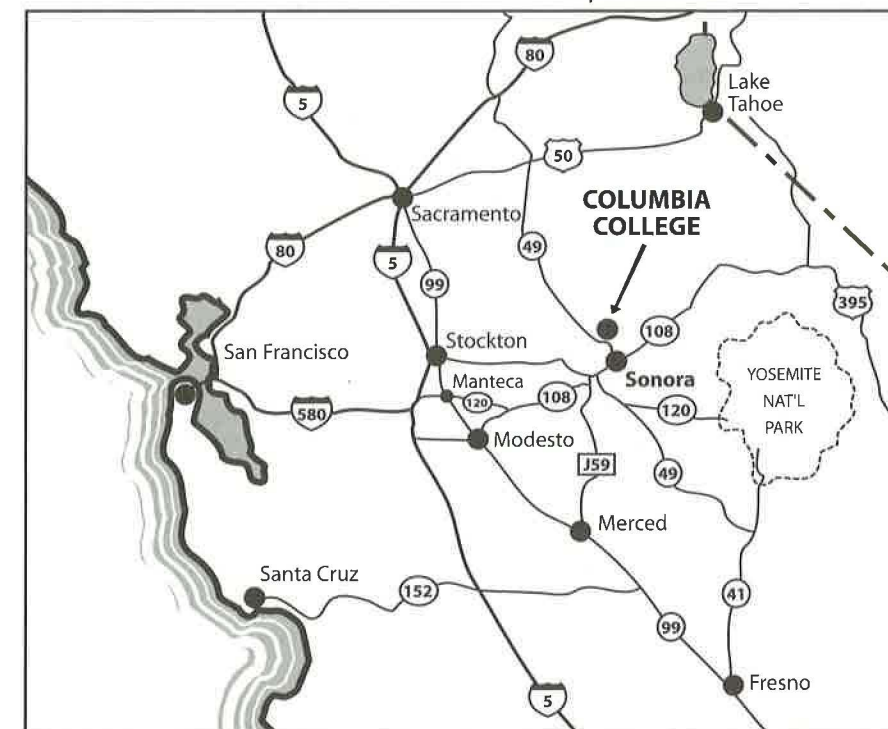 80
5
Lake
Tahoe
50
COLUMBIA
COLLEGE
Sacramento
80
5
49
99
395
108
Stockton
San Francisco
Sonora
YOSEMITE
NAT'L
PARK
Manteca
120
108
120
580
Modesto
J59
49
Merced
Santa Cruz
152
41
99
Fresno
5